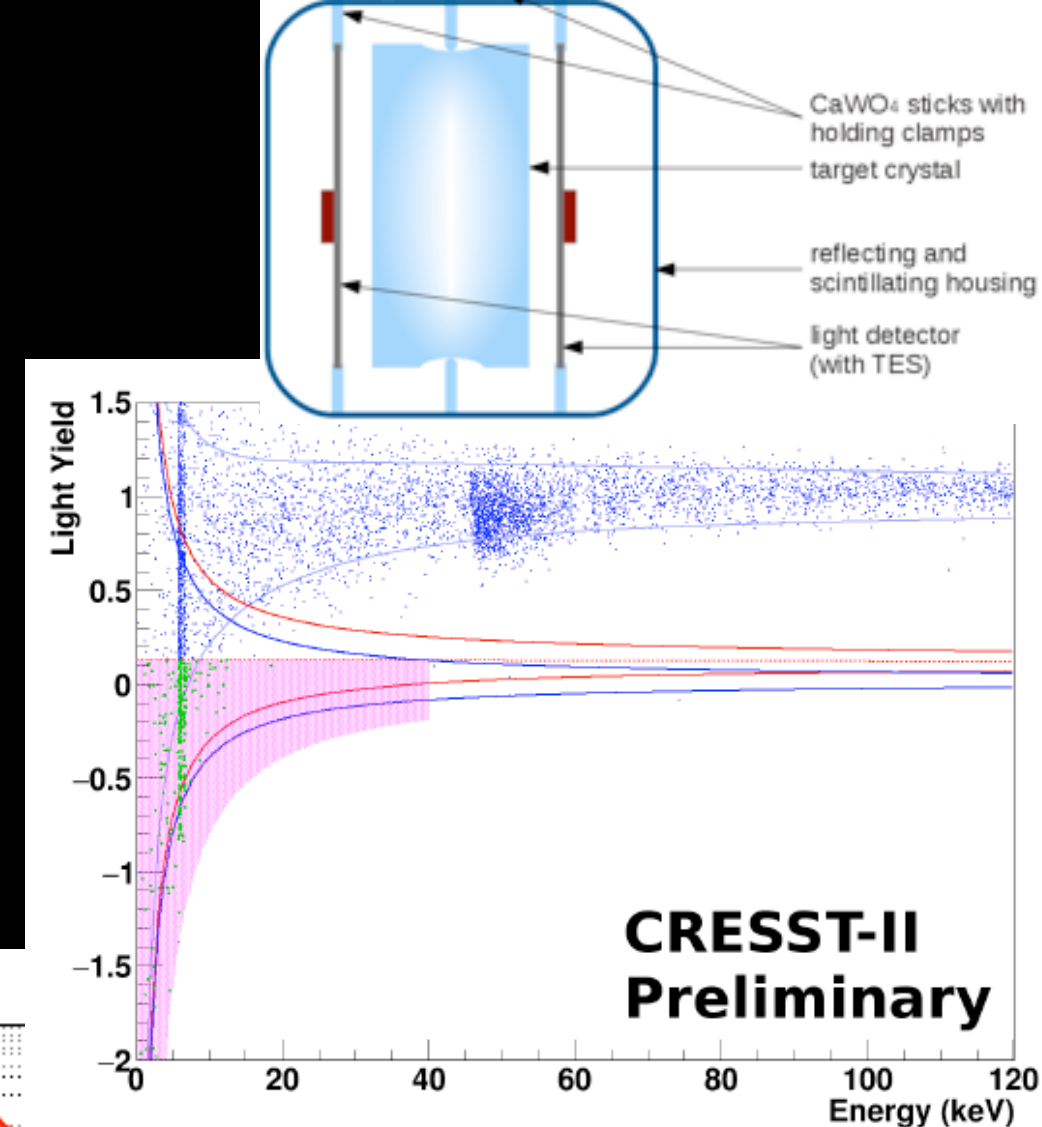 CaWO₄ sticks with
holding clamps
target crystal
reflecting and
scintillating housing
light detector
(with TES)
Light Yield
1.5
1
0.5
0
−0.5
−1
−1.5
−2
0 20 40 60 80 100 120
Energy (keV)
CRESST-II
Preliminary